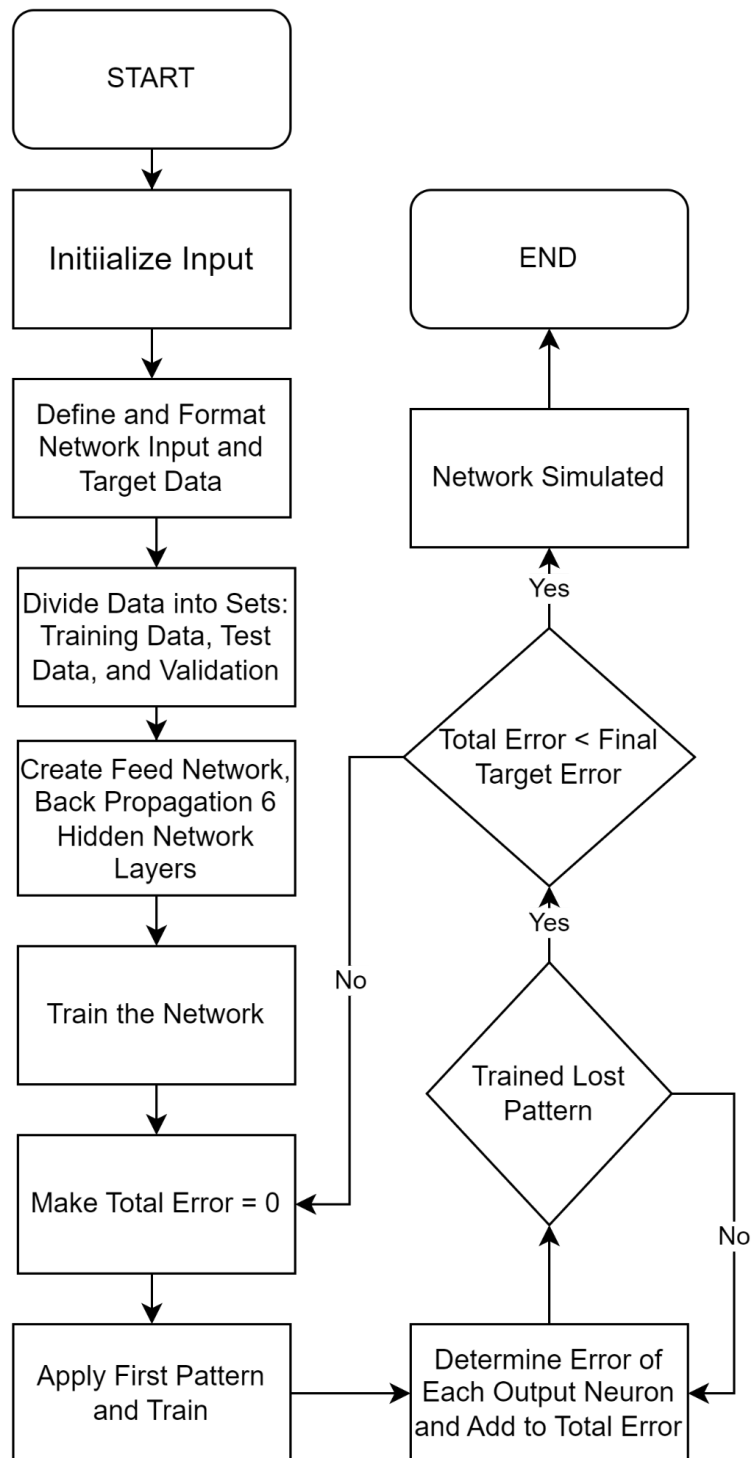 START
Initiialize Input
Define and Format
Network Input and
Target Data
Divide Data into Sets:
Training Data, Test
Data, and Validation
Create Feed Network,
Back Propagation 6
Hidden Network
Layers
Train the Network
Make Total Error = 0
Apply First Pattern
and Train
Determine Error of
Each Output Neuron
and Add to Total Error
Trained Lost
Pattern
No
Yes
Total Error < Final
Target Error
No
Yes
Network Simulated
END